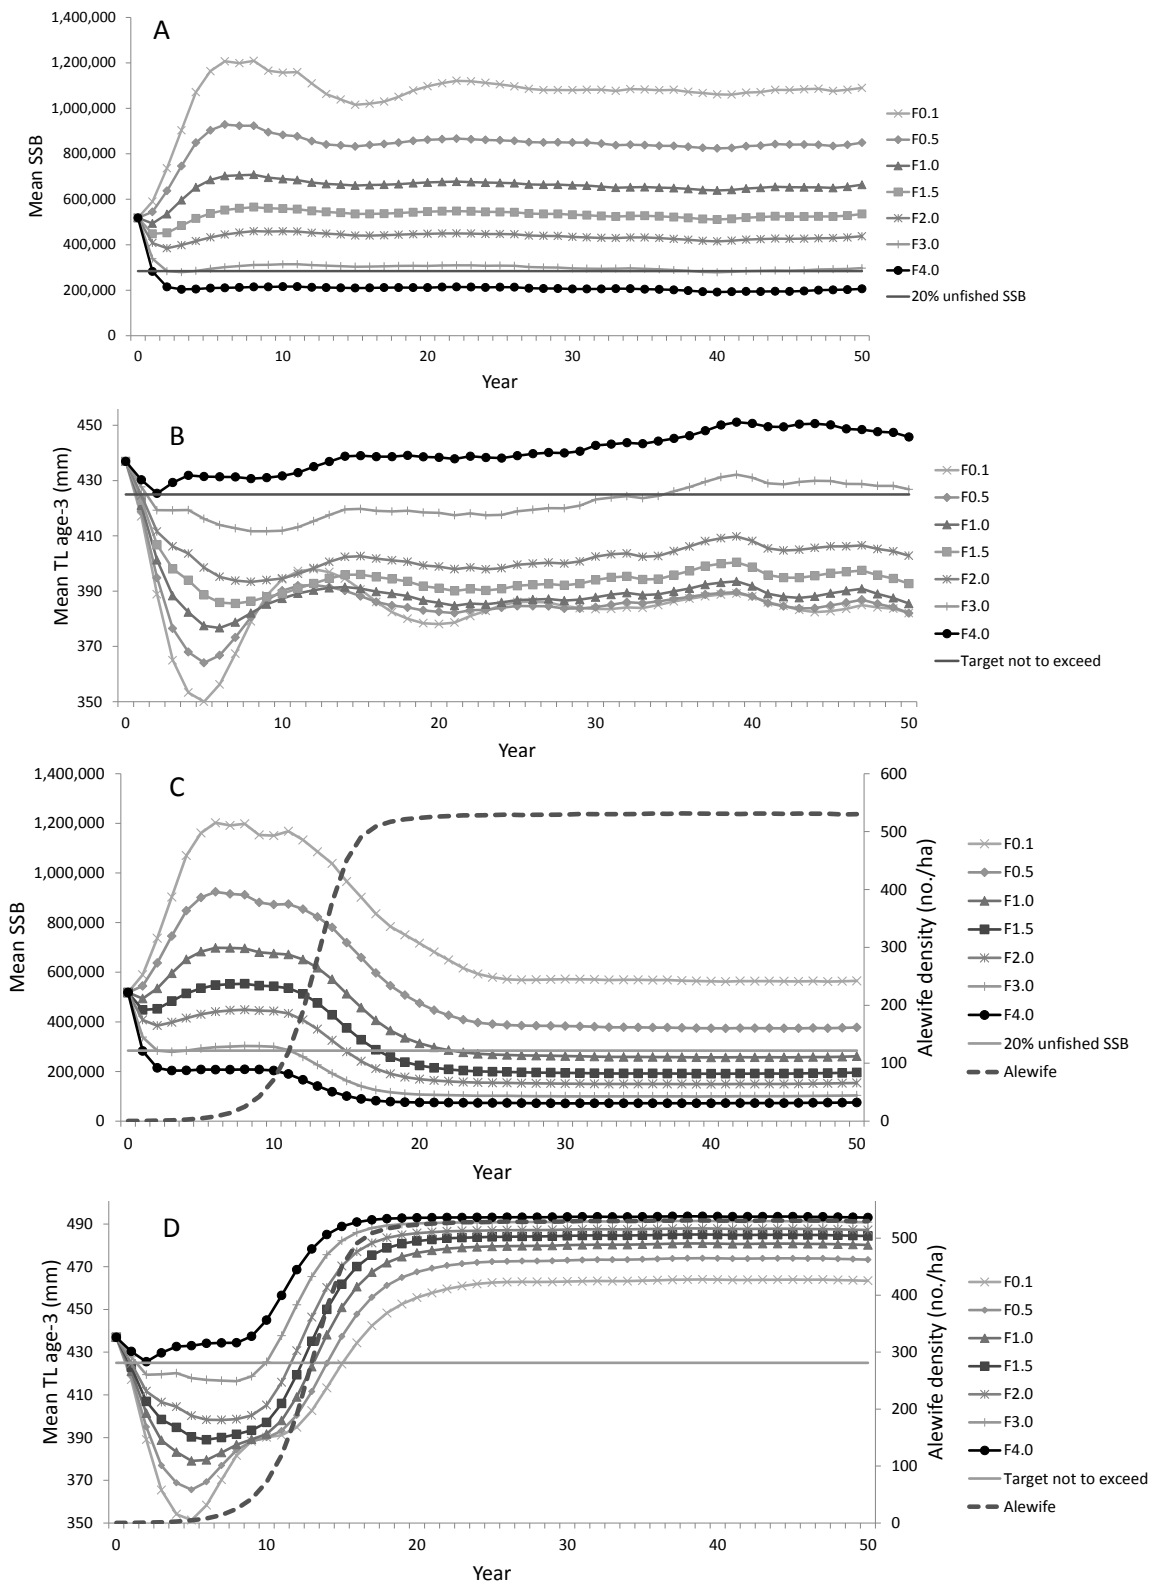 A
1,400,000
1,200,000
1,000,000
800,000
600,000
400,000
200,000
0
Mean SSB
0 10 20 30 40 50
Year
F0.1
F0.5
F1.0
F1.5
F2.0
F3.0
F4.0
20% unfished SSB
B
450
430
410
390
370
350
Mean TL age-3 (mm)
0 10 20 30 40 50
Year
F0.1
F0.5
F1.0
F1.5
F2.0
F3.0
F4.0
Target not to exceed
C
1,400,000
1,200,000
1,000,000
800,000
600,000
400,000
200,000
0
Mean SSB
0 10 20 30 40 50
Year
600
500
400
300
200
100
0
Alewife density (no./ha)
F0.1
F0.5
F1.0
F1.5
F2.0
F3.0
F4.0
20% unfished SSB
Alewife
D
490
470
450
430
410
390
370
350
Mean TL age-3 (mm)
0 10 20 30 40 50
Year
500
400
300
200
100
0
Alewife density (no./ha)
F0.1
F0.5
F1.0
F1.5
F2.0
F3.0
F4.0
Target not to exceed
Alewife